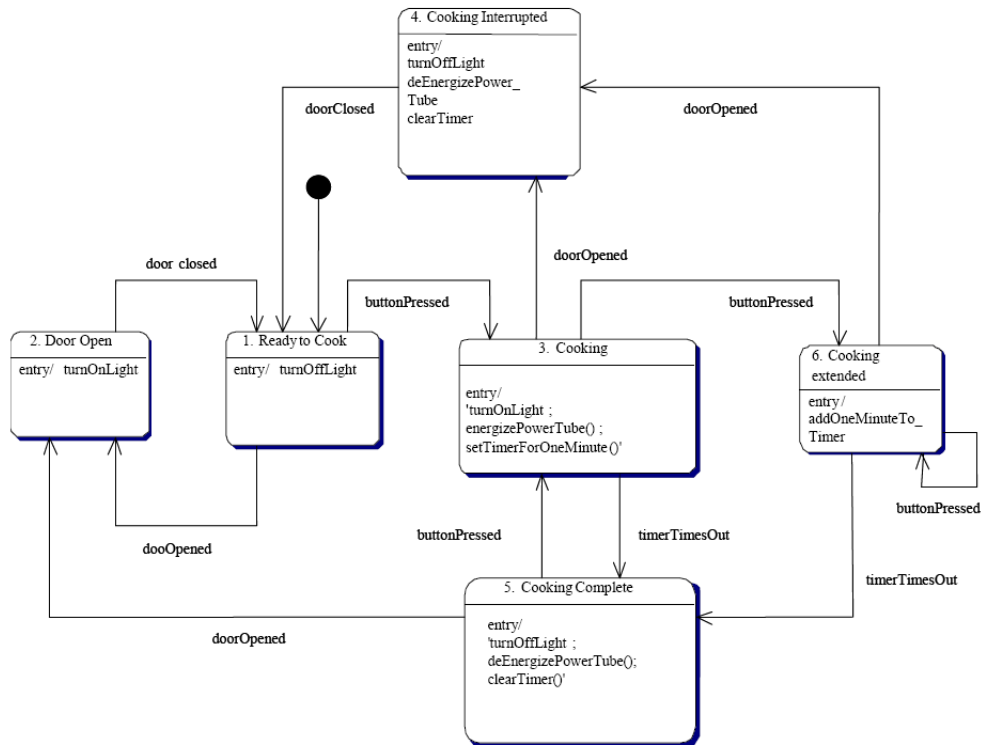 4. Cooking Interrupted
entry/
turnOffLight
deEnergizePower_
Tube
clearTimer
doorClosed
doorOpened
door closed
buttonPressed
doorOpened
buttonPressed
2. Door Open
entry/ turnOnLight
1. Ready to Cook
entry/ turnOffLight
3. Cooking
entry/
'turnOnLight ;
energizePowerTube() ;
setTimerForOneMinute()'
6. Cooking
extended
entry/
addOneMinuteTo_
Timer
buttonPressed
dooOpened
buttonPressed
timerTimesOut
timerTimesOut
doorOpened
5. Cooking Complete
entry/
'turnOffLight ;
deEnergizePowerTube();
clearTimer()'